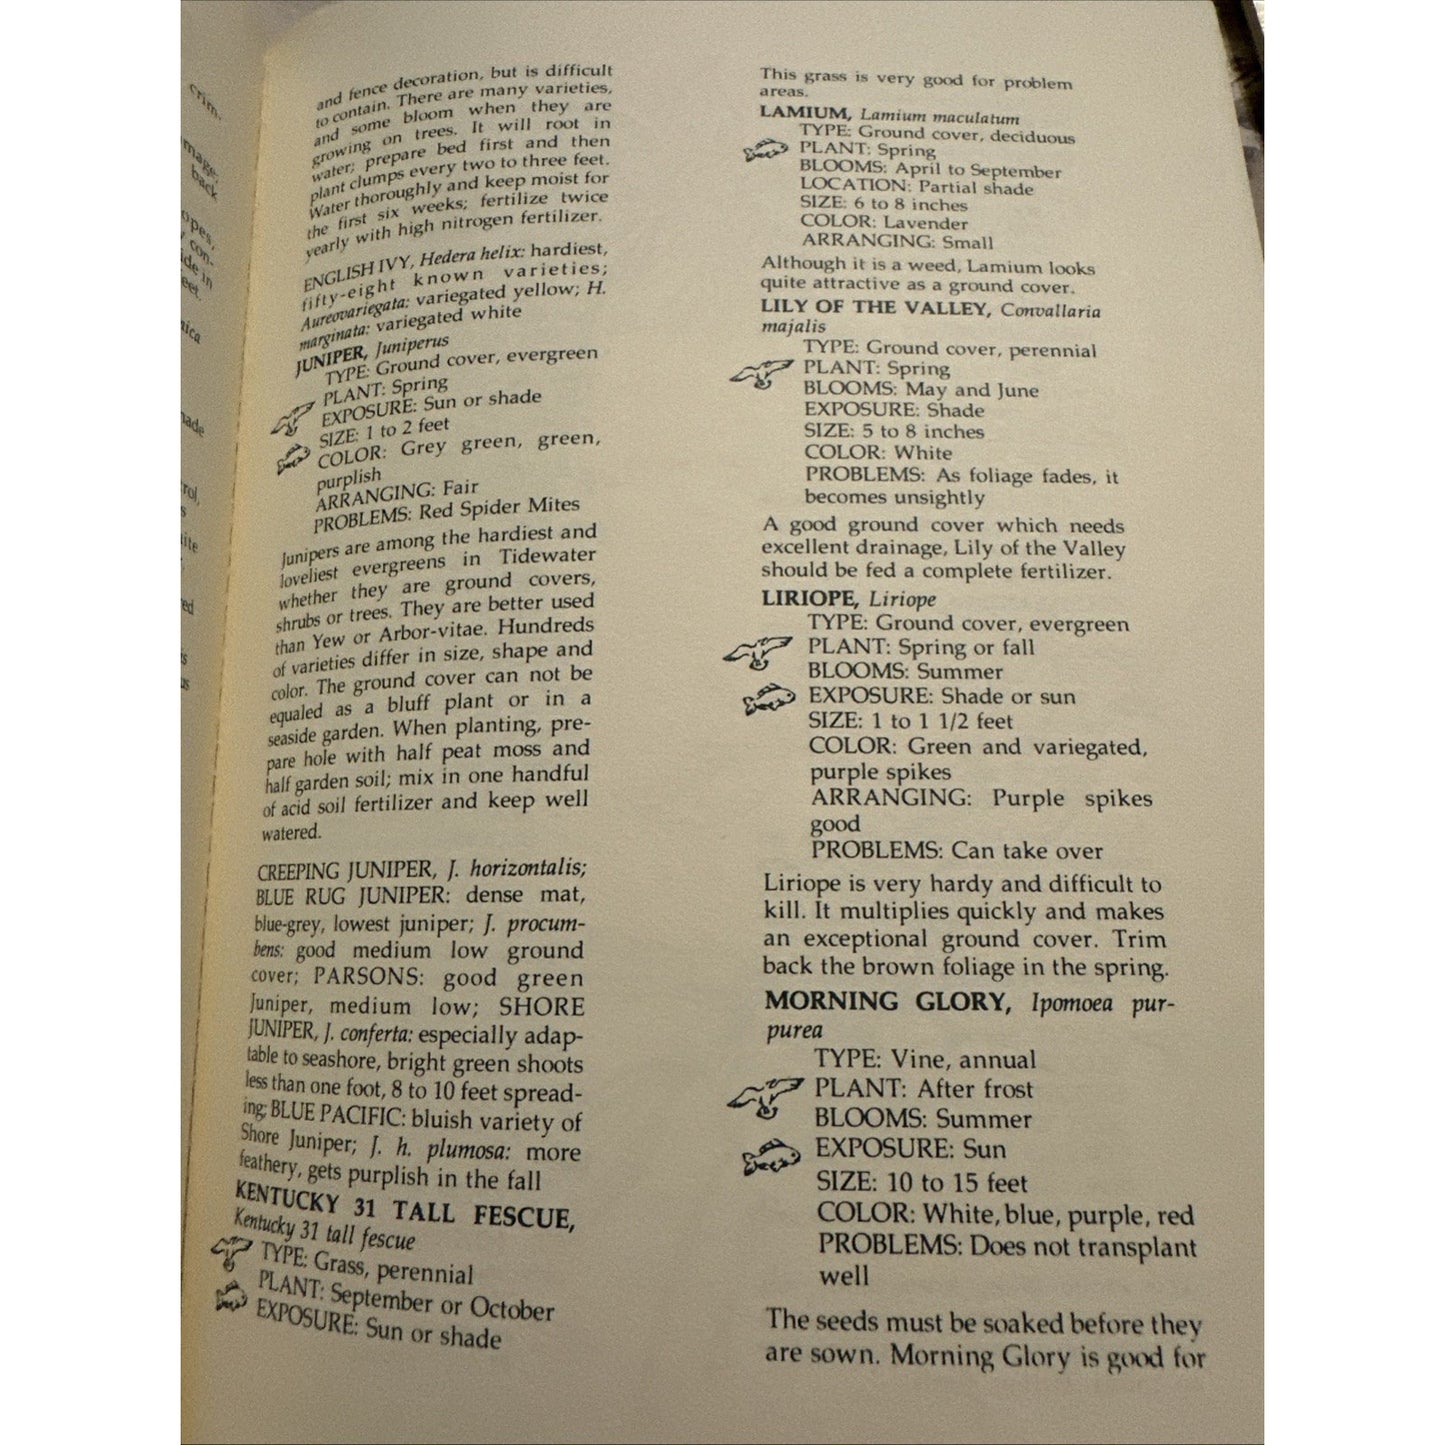 crim-
mage;
back
opes,
con-
ide in
eet.
nica
nade
rol,
s
ite
ed
s
us
and fence decoration, but is difficult
to contain. There are many varieties,
and some bloom when they are
growing on trees. It will root in
water; prepare bed first and then
plant clumps every two to three feet.
Water thoroughly and keep moist for
the first six weeks; fertilize twice
yearly with high nitrogen fertilizer.
ENGLISH IVY, Hedera helix: hardiest,
fifty-eight known varieties;
Aureovariegata: variegated yellow; H.
marginata: variegated white
JUNIPER, Juniperus
TYPE: Ground cover, evergreen
PLANT: Spring
EXPOSURE: Sun or shade
SIZE: 1 to 2 feet
COLOR: Grey green, green,
purplish
ARRANGING: Fair
PROBLEMS: Red Spider Mites
Junipers are among the hardiest and
loveliest evergreens in Tidewater
whether they are ground covers,
shrubs or trees. They are better used
than Yew or Arbor-vitae. Hundreds
of varieties differ in size, shape and
color. The ground cover can not be
equaled as a bluff plant or in a
seaside garden. When planting, pre-
pare hole with half peat moss and
half garden soil; mix in one handful
of acid soil fertilizer and keep well
watered.
CREEPING JUNIPER, J. horizontalis;
BLUE RUG JUNIPER: dense mat,
blue-grey, lowest juniper; J. procum-
bens: good medium low ground
cover; PARSONS: good green
Juniper, medium low; SHORE
JUNIPER, J. conferta: especially adap-
table to seashore, bright green shoots
less than one foot, 8 to 10 feet spread-
ing; BLUE PACIFIC: bluish variety of
Shore Juniper; J. h. plumosa: more
feathery, gets purplish in the fall
KENTUCKY 31 TALL FESCUE,
Kentucky 31 tall fescue
TYPE: Grass, perennial
PLANT: September or October
EXPOSURE: Sun or shade
This grass is very good for problem
areas.
LAMIUM, Lamium maculatum
TYPE: Ground cover, deciduous
PLANT: Spring
BLOOMS: April to September
LOCATION: Partial shade
SIZE: 6 to 8 inches
COLOR: Lavender
ARRANGING: Small
Although it is a weed, Lamium looks
quite attractive as a ground cover.
LILY OF THE VALLEY, Convallaria
majalis
TYPE: Ground cover, perennial
PLANT: Spring
BLOOMS: May and June
EXPOSURE: Shade
SIZE: 5 to 8 inches
COLOR: White
PROBLEMS: As foliage fades, it
becomes unsightly
A good ground cover which needs
excellent drainage, Lily of the Valley
should be fed a complete fertilizer.
LIRIOPE, Liriope
TYPE: Ground cover, evergreen
PLANT: Spring or fall
BLOOMS: Summer
EXPOSURE: Shade or sun
SIZE: 1 to 1 1/2 feet
COLOR: Green and variegated,
purple spikes
ARRANGING: Purple spikes
good
PROBLEMS: Can take over
Liriope is very hardy and difficult to
kill. It multiplies quickly and makes
an exceptional ground cover. Trim
back the brown foliage in the spring.
MORNING GLORY, Ipomoea pur-
purea
TYPE: Vine, annual
PLANT: After frost
BLOOMS: Summer
EXPOSURE: Sun
SIZE: 10 to 15 feet
COLOR: White, blue, purple, red
PROBLEMS: Does not transplant
well
The seeds must be soaked before they
are sown. Morning Glory is good for